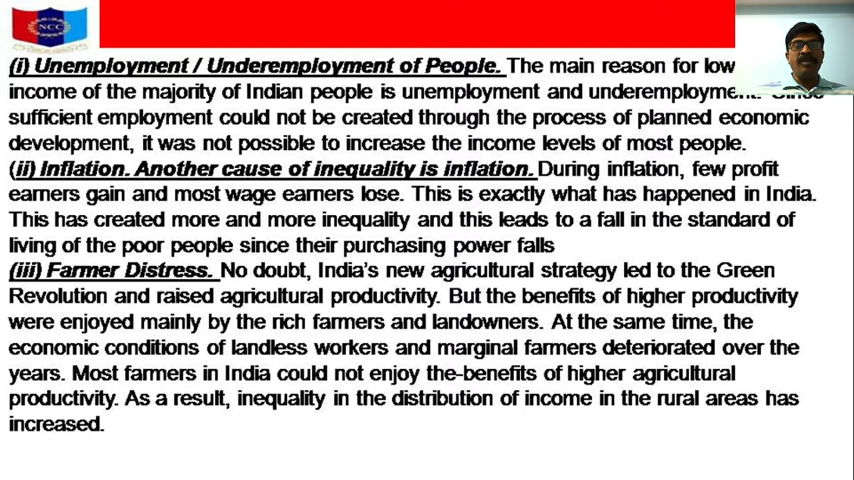 NCC
(i) Unemployment / Underemployment of People. The main reason for low
income of the majority of Indian people is unemployment and underemployment. Since
sufficient employment could not be created through the process of planned economic
development, it was not possible to increase the income levels of most people.
(ii) Inflation. Another cause of inequality is inflation. During inflation, few profit
earners gain and most wage earners lose. This is exactly what has happened in India.
This has created more and more inequality and this leads to a fall in the standard of
living of the poor people since their purchasing power falls
(iii) Farmer Distress. No doubt, India's new agricultural strategy led to the Green
Revolution and raised agricultural productivity. But the benefits of higher productivity
were enjoyed mainly by the rich farmers and landowners. At the same time, the
economic conditions of landless workers and marginal farmers deteriorated over the
years. Most farmers in India could not enjoy the-benefits of higher agricultural
productivity. As a result, inequality in the distribution of income in the rural areas has
increased.